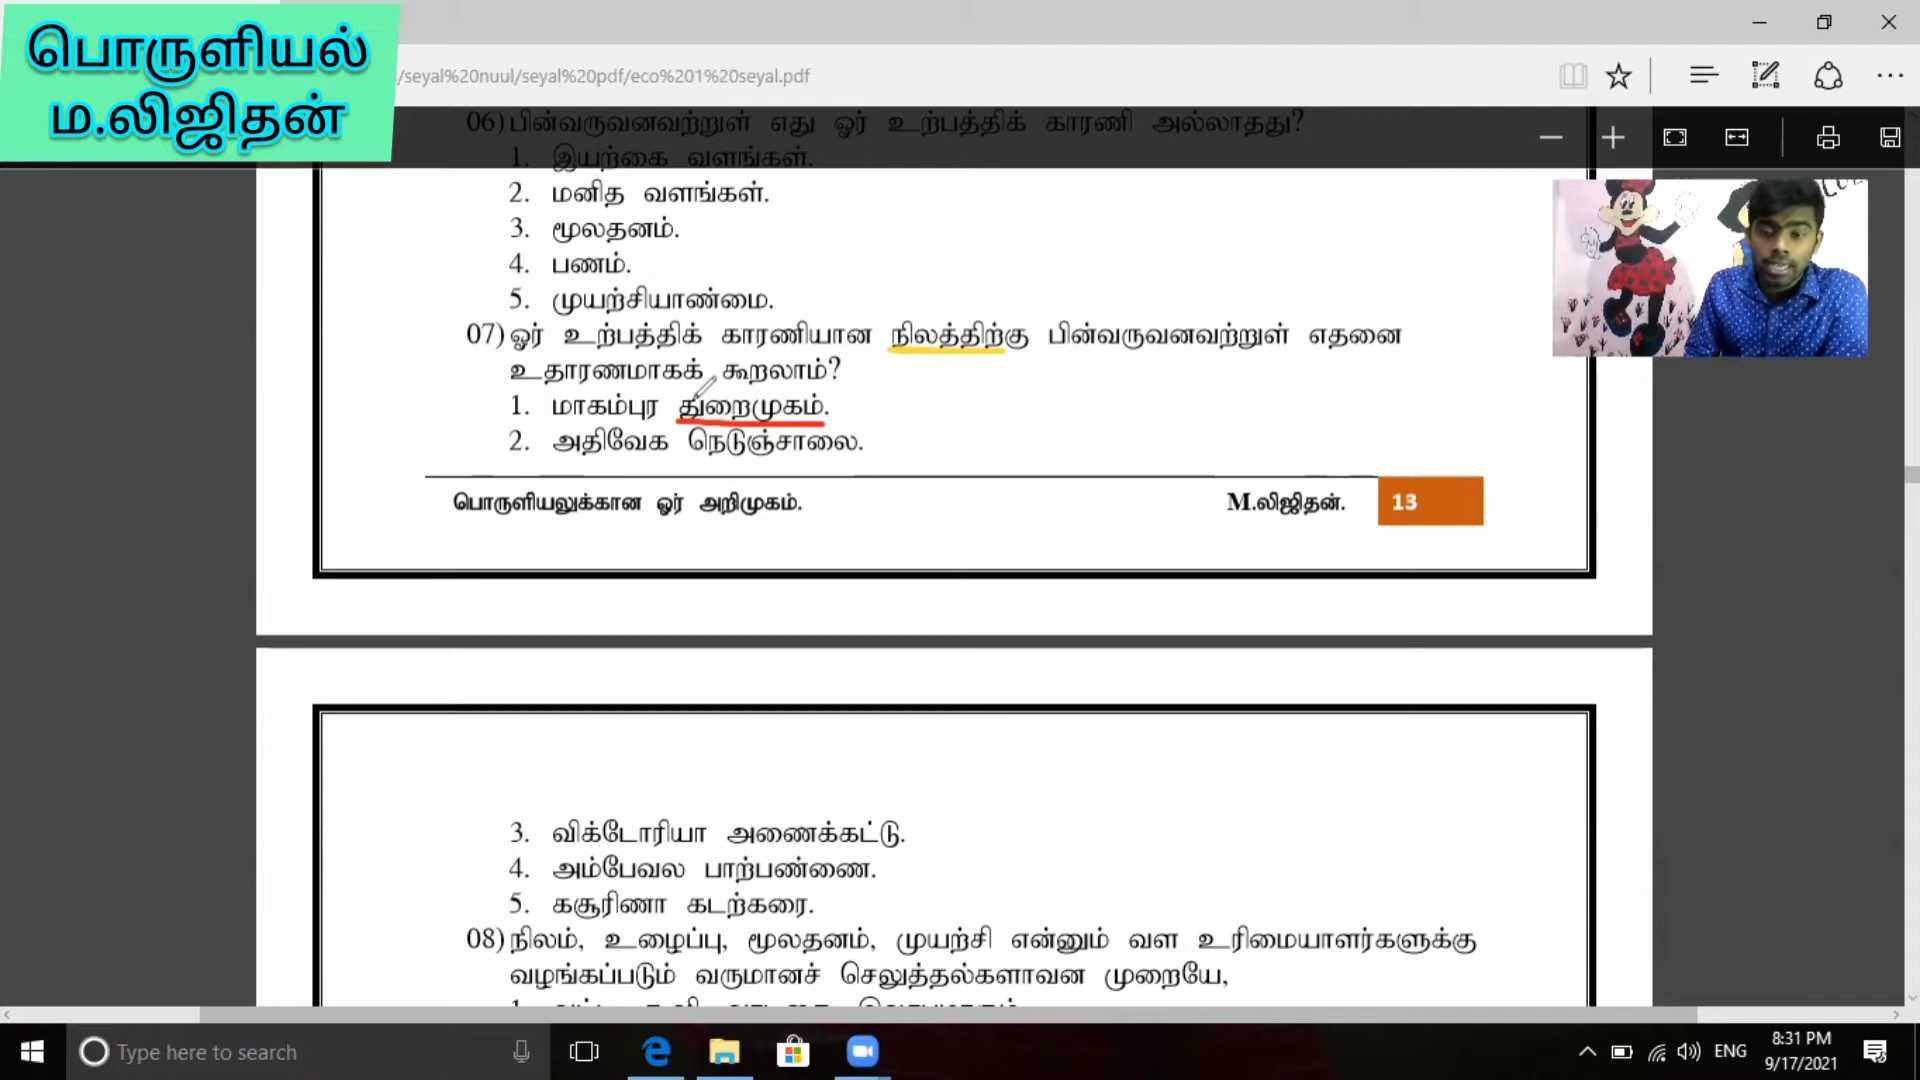 பொருளியல்
ம.லிஜிதன்
/seyal%20nuul/seyal%20pdf/eco%201%20seyal.pdf
06) பின்வருவனவற்றுள் எது ஓர் உற்பத்திக் காரணி அல்லாதது?
1. இயற்கை வளங்கள்.
2. மனித வளங்கள்.
3. மூலதனம்.
4. பணம்.
5. முயற்சியாண்மை.
07) ஓர் உற்பத்திக் காரணியான நிலத்திற்கு பின்வருவனவற்றுள் எதனை
உதாரணமாகக் கூறலாம்?
1. மாகம்புர துறைமுகம்.
2. அதிவேக நெடுஞ்சாலை.
பொருளியலுக்கான ஓர் அறிமுகம். M.லிஜிதன். 13
3. விக்டோரியா அணைக்கட்டு.
4. அம்பேவல பாற்பண்ணை.
5. கசூரிணா கடற்கரை.
08) நிலம், உழைப்பு, மூலதனம், முயற்சி என்னும் வள உரிமையாளர்களுக்கு
வழங்கப்படும் வருமானச் செலுத்தல்களாவன முறையே,
Type here to search
ENG
8:31 PM
9/17/2021